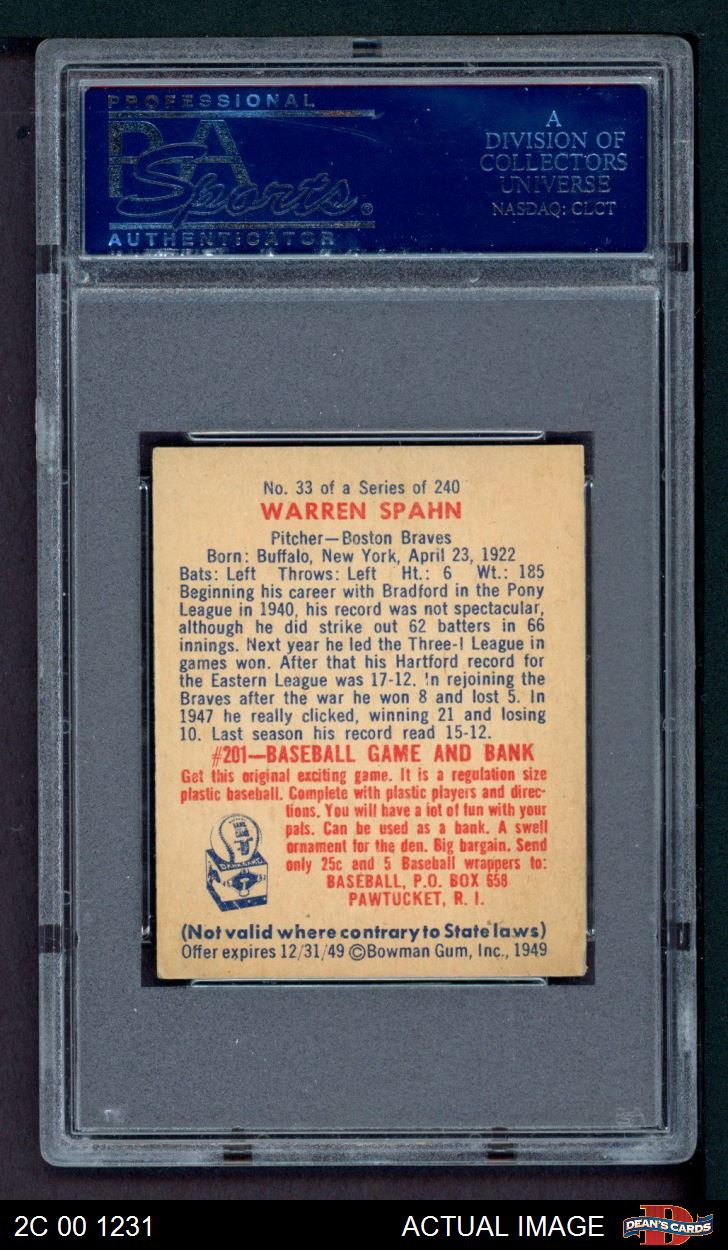 PROFESSIONAL
PSA
Sports®
AUTHENTICATOR
A
DIVISION OF
COLLECTORS
UNIVERSE
NASDAQ: CLCT
No. 33 of a Series of 240
WARREN SPAHN
Pitcher—Boston Braves
Born: Buffalo, New York, April 23, 1922
Bats: Left Throws: Left Ht.: 6 Wt.: 185
Beginning his career with Bradford in the Pony
League in 1940, his record was not spectacular,
although he did strike out 62 batters in 66
innings. Next year he led the Three-I League in
games won. After that his Hartford record for
the Eastern League was 17-12. In rejoining the
Braves after the war he won 8 and lost 5. In
1947 he really clicked, winning 21 and losing
10. Last season his record read 15-12.
#201—BASEBALL GAME AND BANK
Get this original exciting game. It is a regulation size
plastic baseball. Complete with plastic players and direc-
tions. You will have a lot of fun with your
pals. Can be used as a bank. A swell
ornament for the den. Big bargain. Send
only 25c and 5 Baseball wrappers to:
BASEBALL, P.O. BOX 658
PAWTUCKET, R. I.
(Not valid where contrary to State laws)
Offer expires 12/31/49 ©Bowman Gum, Inc., 1949
2C 00 1231
ACTUAL IMAGE
DEAN'S CARDS